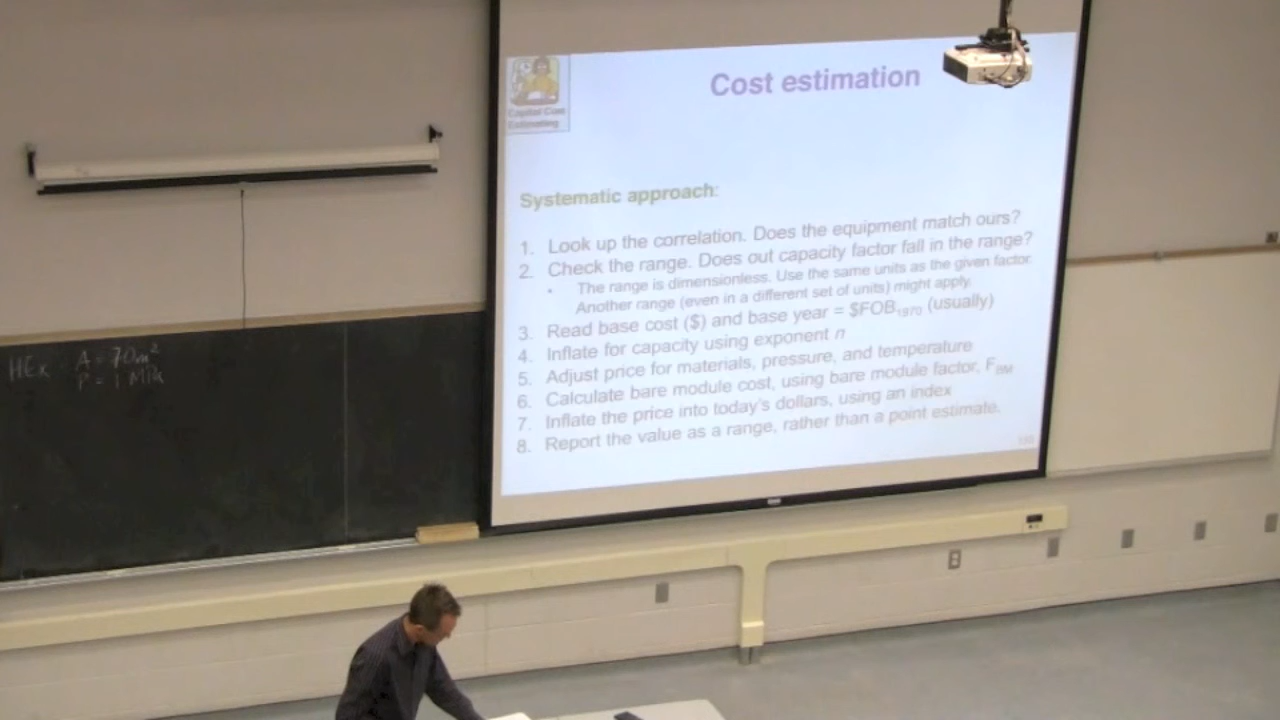 Capital Cost
Estimating
Cost estimation
Systematic approach:
1. Look up the correlation. Does the equipment match ours?
2. Check the range. Does out capacity factor fall in the range?
• The range is dimensionless. Use the same units as the given factor.
Another range (even in a different set of units) might apply.
3. Read base cost ($) and base year = $FOB1970 (usually)
4. Inflate for capacity using exponent n
5. Adjust price for materials, pressure, and temperature
6. Calculate bare module cost, using bare module factor, FBM
7. Inflate the price into today's dollars, using an index
8. Report the value as a range, rather than a point estimate.
HEx A = 70m²
P = 1 MPa